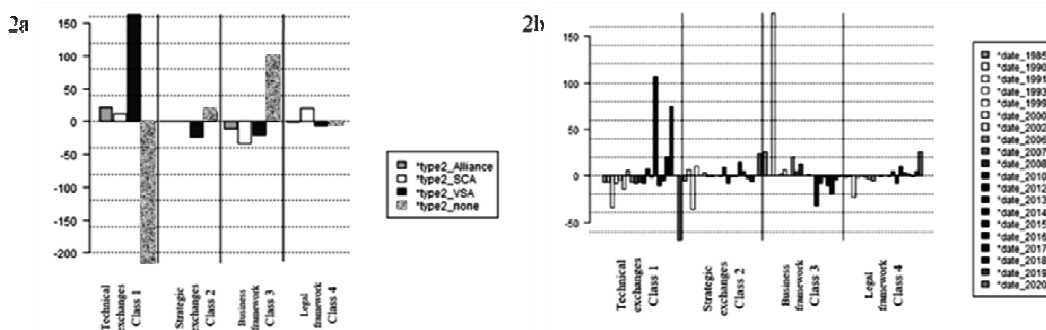 2a
150
100
50
0
-50
-100
-150
-200
Technical
exchanges
Class 1
Strategic
exchanges
Class 2
Business
framework
Class 3
Legal
framework
Class 4
*type2_Alliance
*type2_SCA
*type2_VSA
*type2_none
2b
150
100
50
0
-50
Technical
exchanges
Class 1
Strategic
exchanges
Class 2
Business
framework
Class 3
Legal
framework
Class 4
*date_1985
*date_1990
*date_1991
*date_1993
*date_1999
*date_2000
*date_2002
*date_2006
*date_2007
*date_2008
*date_2010
*date_2012
*date_2013
*date_2014
*date_2015
*date_2016
*date_2017
*date_2018
*date_2019
*date_2020